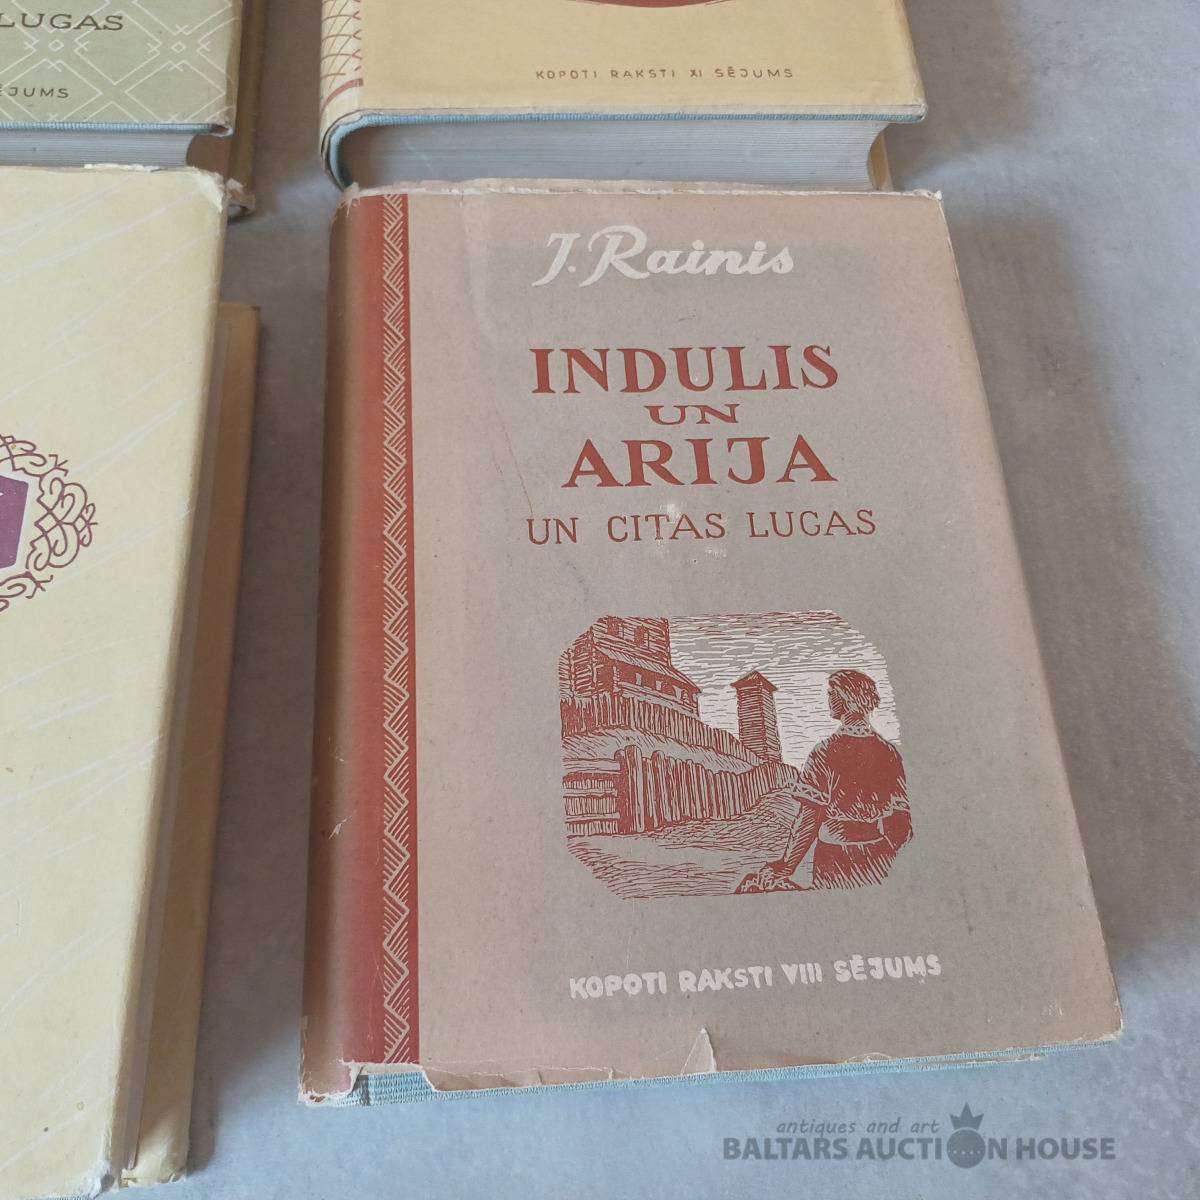 LUGAS
KOPOTI RAKSTI XI SĒJUMS
J. Rainis
INDULIS
UN
ARIJA
UN CITAS LUGAS
KOPOTI RAKSTI VIII SĒJUMS
antiques and art
BALTARS AUCTION HOUSE